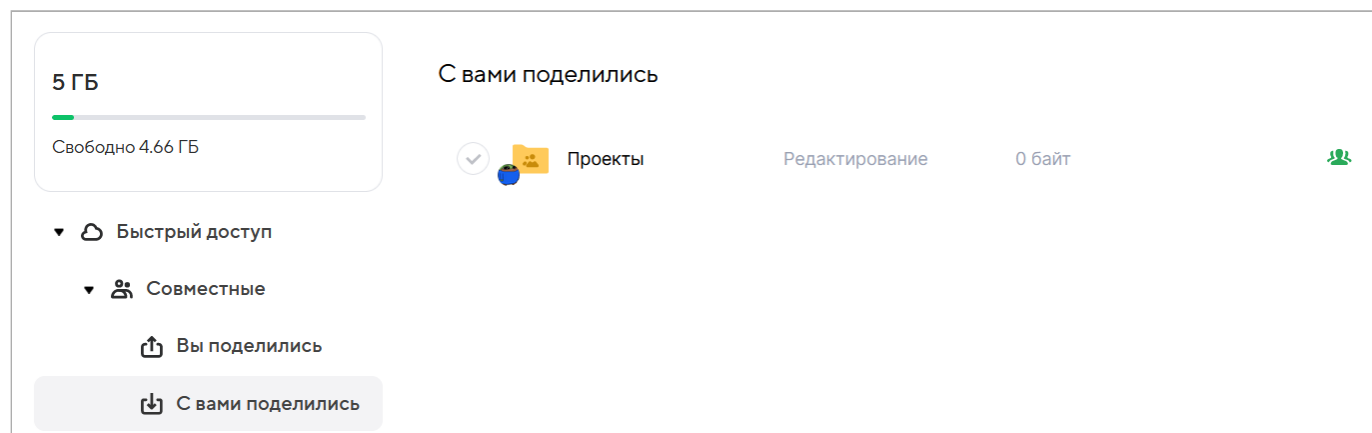 5 ГБ
Свободно 4.66 ГБ
Быстрый доступ
Совместные
Вы поделились
С вами поделились
С вами поделились
Проекты Редактирование 0 байт